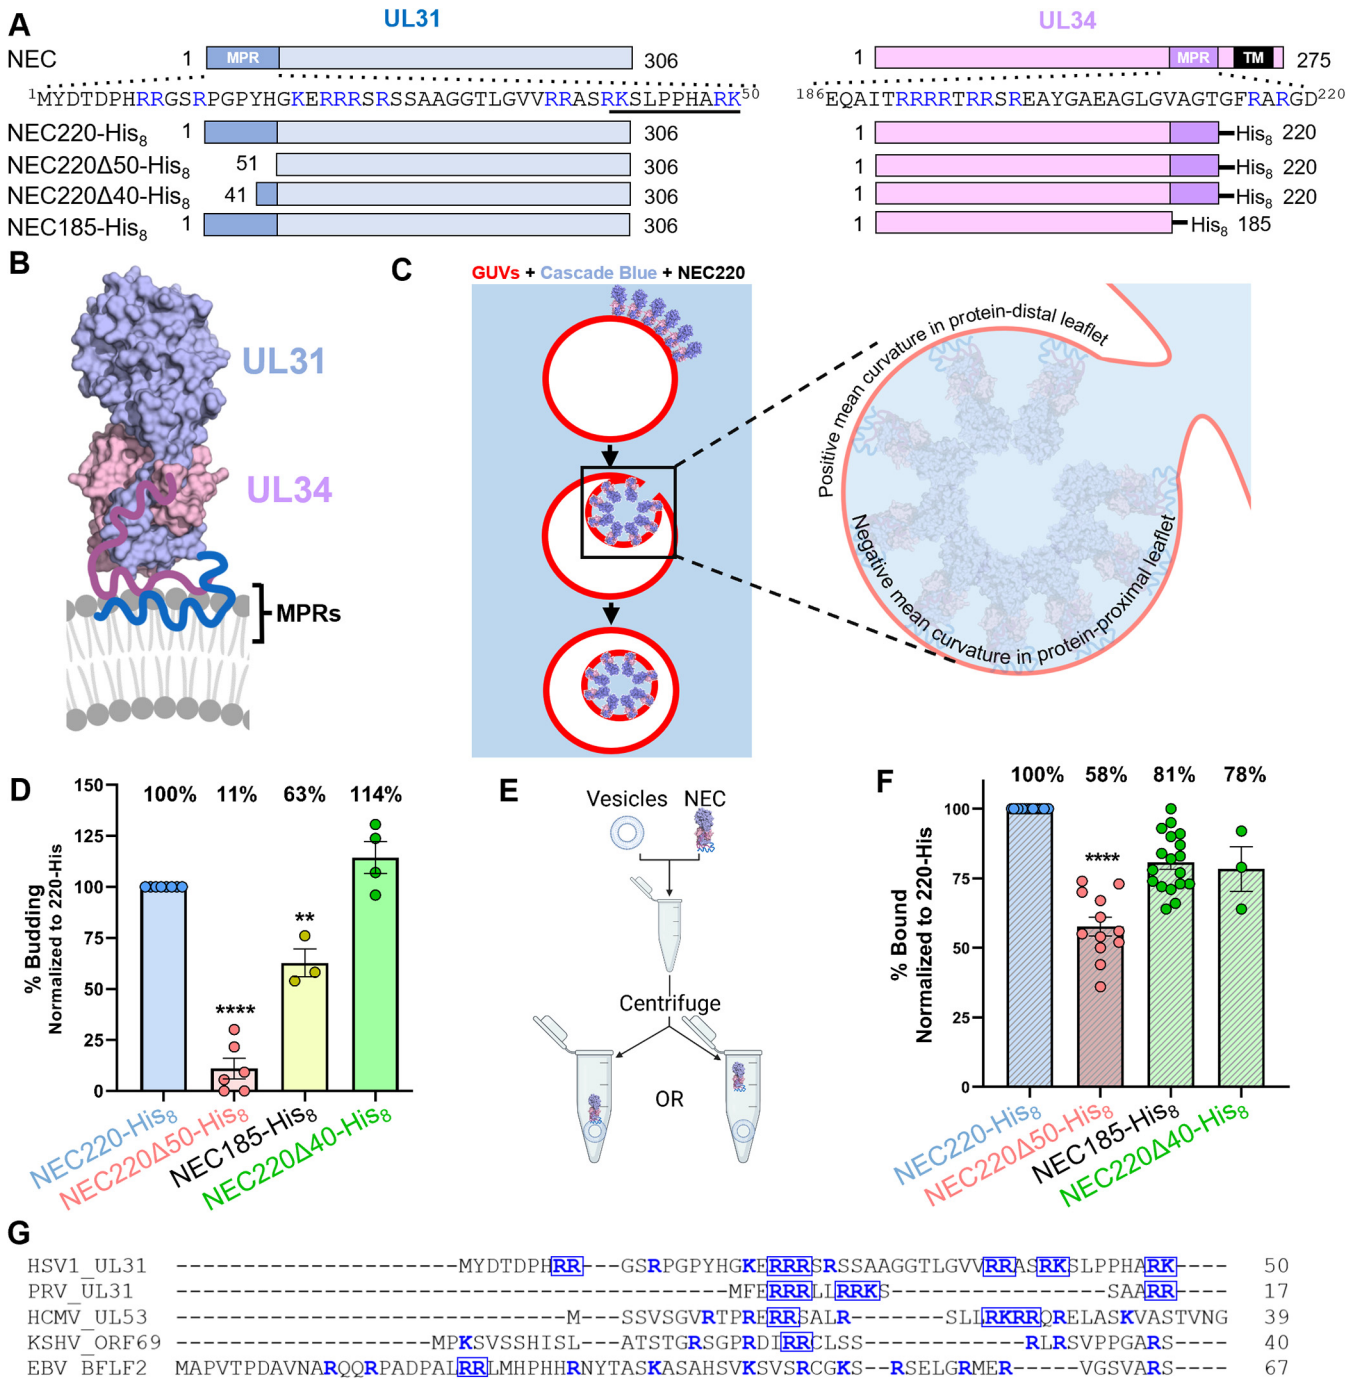 A
UL31
UL34
NEC
1
MPR
306
1
MPR
TM
275
1MYDTDPHRRGSRPGPYHGKERRRSRSSAAGGTLGVVRRASRKSLPPHARK50
186EQAITRRRRTRRSREAYGAEAGLGVAGTGFRARGD220
NEC220-His8
1
306
1
His8
220
NEC220Δ50-His8
51
306
1
His8
220
NEC220Δ40-His8
41
306
1
His8
220
NEC185-His8
1
306
1
His8
185
B
UL31
UL34
MPRs
C
GUVs + Cascade Blue + NEC220
Positive mean curvature in protein-distal leaflet
Negative mean curvature in protein-proximal leaflet
D
% Budding
Normalized to 220-His
150
125
100
75
50
25
0
100%
11%
63%
114%
****
**
NEC220-His8
NEC220Δ50-His8
NEC185-His8
NEC220Δ40-His8
E
Vesicles
NEC
Centrifuge
OR
F
% Bound
Normalized to 220-His
100
75
50
25
0
100%
58%
81%
78%
****
NEC220-His8
NEC220Δ50-His8
NEC185-His8
NEC220Δ40-His8
G
HSV1_UL31 ---------------------MYDTDPHRR---GSRPGPYHGKERRRSRSSAAGGTLGVVRRASRKSLPPHARK---- 50
PRV_UL31 -----------------------------------------MFERRRLLRRKS----------------SAARR---- 17
HCMV_UL53 -----------------------------M---SSVSGVRTPRERRSALR-------SLLRKRRQRELASKVASTVNG 39
KSHV_ORF69 -------------------MPKSVSSHISL---ATSTGRSGPRDIRRCLSS------------RLRSVPPGARS---- 40
EBV_BFLF2 MAPVTPDAVNARQQRPADPALRRLMHPHHRNYTASKASAHSVKSVSRCGKS--RSELGRMER-----VGSVARS---- 67